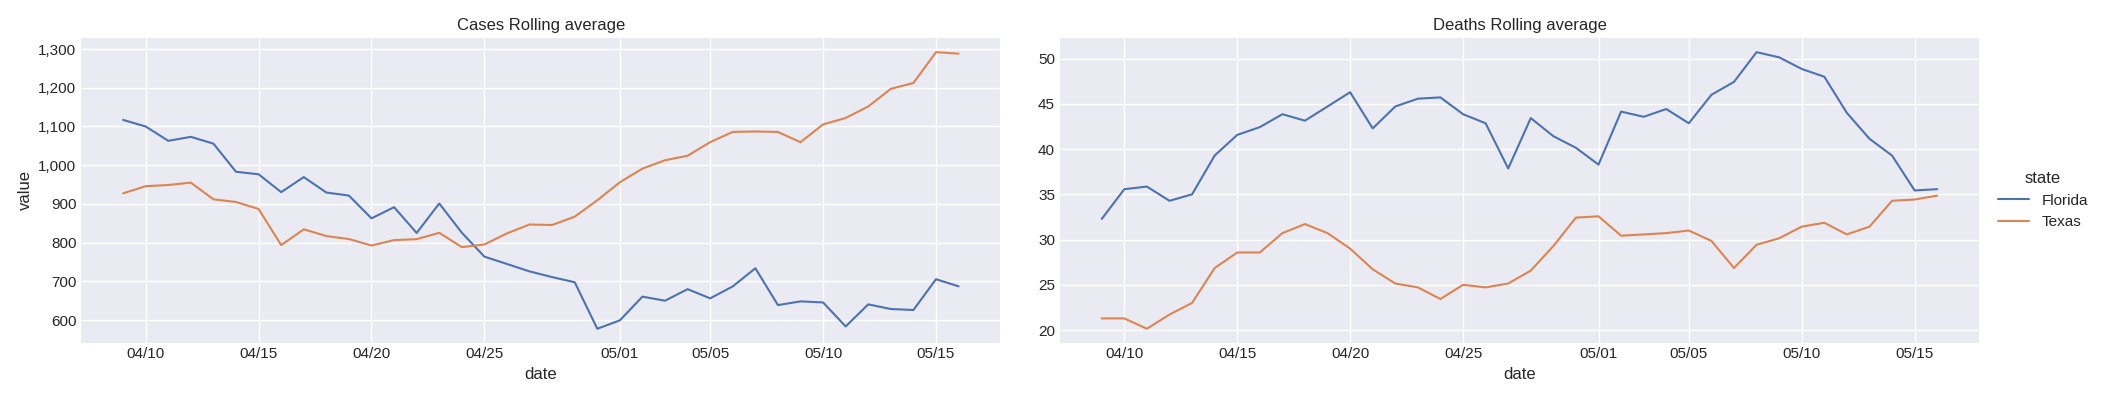 Cases Rolling average
1,300
1,200
1,100
1,000
900
800
700
600
value
04/10 04/15 04/20 04/25 05/01 05/05 05/10 05/15
date
Deaths Rolling average
50
45
40
35
30
25
20
04/10 04/15 04/20 04/25 05/01 05/05 05/10 05/15
date
state
Florida
Texas